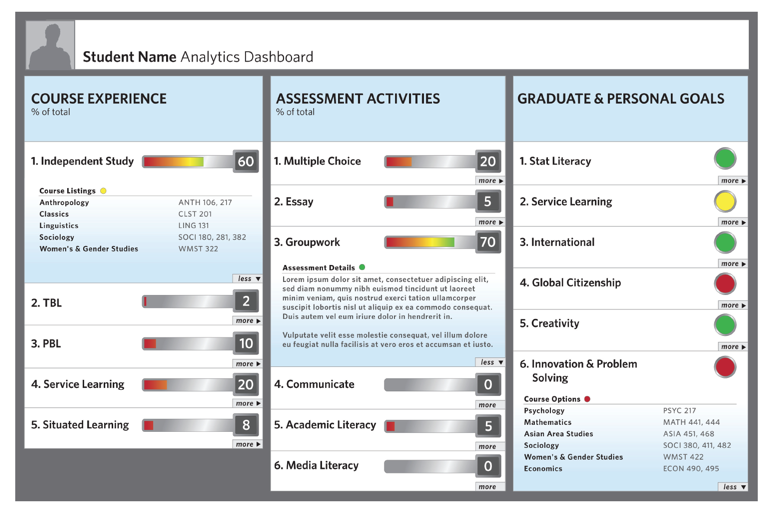 Student Name Analytics Dashboard
COURSE EXPERIENCE
% of total
1. Independent Study 60
Course Listings
Anthropology ANTH 106, 217
Classics CLST 201
Linguistics LING 131
Sociology SOCI 180, 281, 382
Women's & Gender Studies WMST 322
less
2. TBL 2
more
3. PBL 10
more
4. Service Learning 20
more
5. Situated Learning 8
more
ASSESSMENT ACTIVITIES
% of total
1. Multiple Choice 20
more
2. Essay 5
more
3. Groupwork 70
Assessment Details
Lorem ipsum dolor sit amet, consectetuer adipiscing elit,
sed diam nonummy nibh euismod tincidunt ut laoreet
minim veniam, quis nostrud exerci tation ullamcorper
suscipit lobortis nisl ut aliquip ex ea commodo consequat.
Duis autem vel eum iriure dolor in hendrerit in.
Vulputate velit esse molestie consequat, vel illum dolore
eu feugiat nulla facilisis at vero eros et accumsan et iusto.
less
4. Communicate 0
more
5. Academic Literacy 5
more
6. Media Literacy 0
more
GRADUATE & PERSONAL GOALS
1. Stat Literacy
more
2. Service Learning
more
3. International
more
4. Global Citizenship
more
5. Creativity
more
6. Innovation & Problem
Solving
Course Options
Psychology PSYC 217
Mathematics MATH 441, 444
Asian Area Studies ASIA 451, 468
Sociology SOCI 380, 411, 482
Women's & Gender Studies WMST 422
Economics ECON 490, 495
less